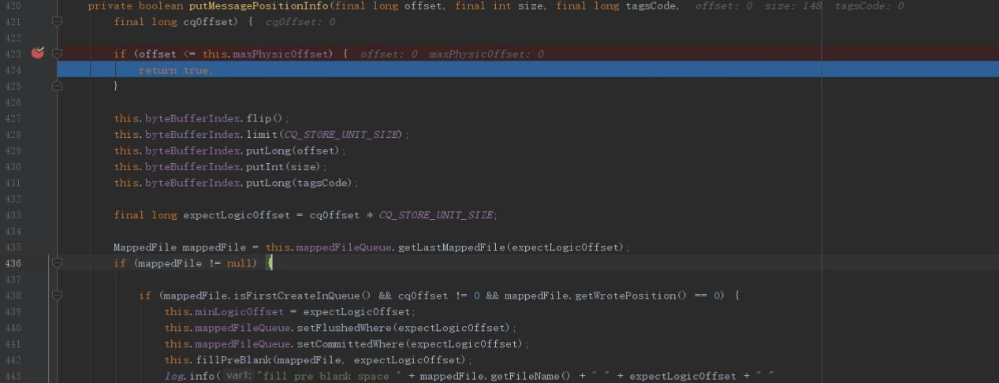 420 private boolean putMessagePositionInfo(final long offset, final int size, final long tagsCode, offset: 0 size: 148 tagsCode: 0
421 final long cqOffset) { cqOffset: 0
422
423 if (offset <= this.maxPhysicOffset) { offset: 0 maxPhysicOffset: 0
424 return true;
425 }
426
427 this.byteBufferIndex.flip();
428 this.byteBufferIndex.limit(CQ_STORE_UNIT_SIZE);
429 this.byteBufferIndex.putLong(offset);
430 this.byteBufferIndex.putInt(size);
431 this.byteBufferIndex.putLong(tagsCode);
432
433 final long expectLogicOffset = cqOffset * CQ_STORE_UNIT_SIZE;
434
435 MappedFile mappedFile = this.mappedFileQueue.getLastMappedFile(expectLogicOffset);
436 if (mappedFile != null) {
437
438 if (mappedFile.isFirstCreateInQueue() && cqOffset != 0 && mappedFile.getWrotePosition() == 0) {
439 this.minLogicOffset = expectLogicOffset;
440 this.mappedFileQueue.setFlushedWhere(expectLogicOffset);
441 this.mappedFileQueue.setCommittedWhere(expectLogicOffset);
442 this.fillPreBlank(mappedFile, expectLogicOffset);
443 log.info( var1: "fill pre blank space " + mappedFile.getFileName() + " " + expectLogicOffset + " "